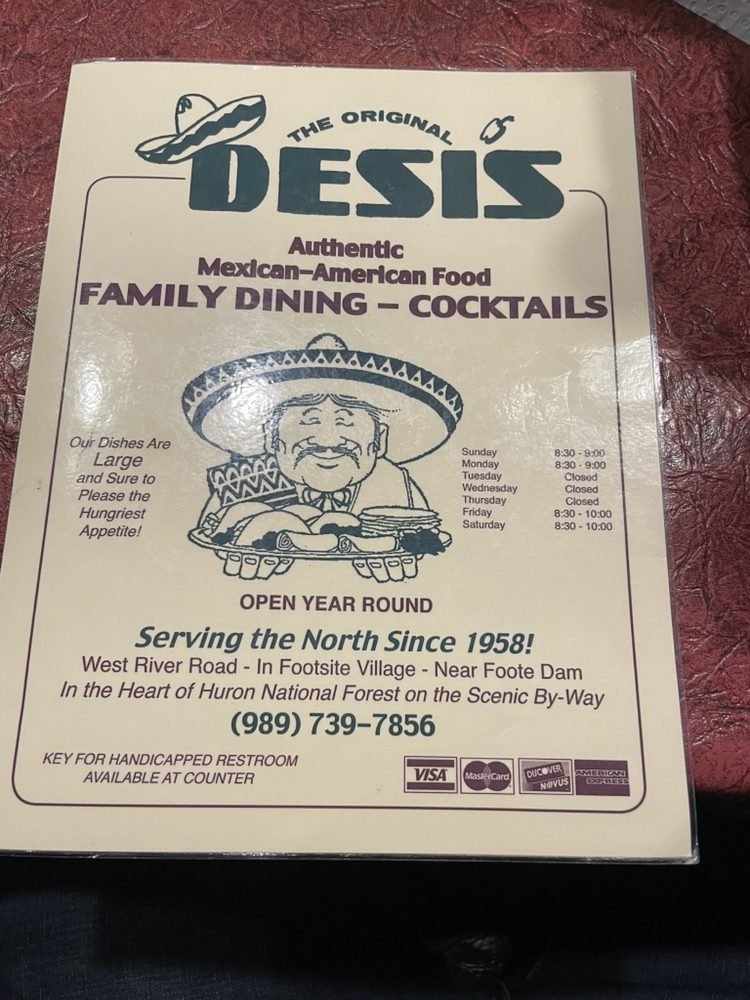 THE ORIGINAL
DESIS
Authentic
Mexican-American Food
FAMILY DINING - COCKTAILS
Our Dishes Are
Large
and Sure to
Please the
Hungriest
Appetite!
Sunday 8:30 - 9:00
Monday 8:30 - 9:00
Tuesday Closed
Wednesday Closed
Thursday Closed
Friday 8:30 - 10:00
Saturday 8:30 - 10:00
OPEN YEAR ROUND
Serving the North Since 1958!
West River Road - In Footsite Village - Near Foote Dam
In the Heart of Huron National Forest on the Scenic By-Way
(989) 739-7856
KEY FOR HANDICAPPED RESTROOM
AVAILABLE AT COUNTER
VISA
MasterCard
DISCOVER
NOVUS
AMERICAN
EXPRESS